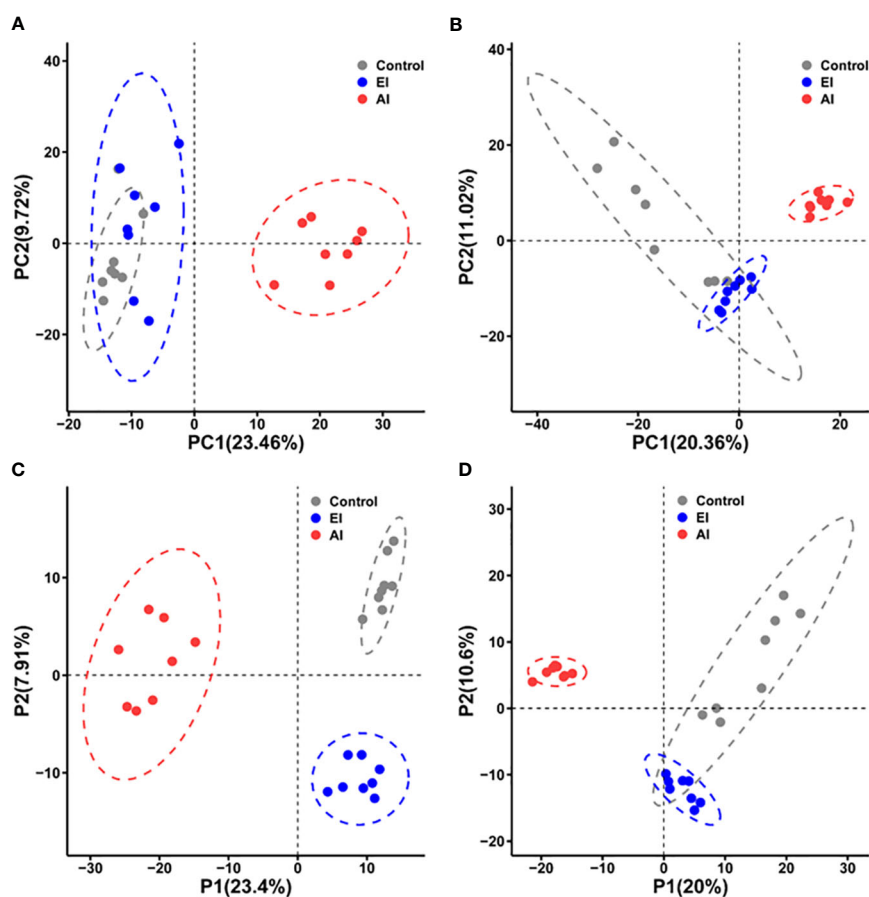 A
40
20
0
−20
PC2(9.72%)
Control
EI
AI
−20
−10
0
10
20
30
PC1(23.46%)
B
40
20
0
−20
PC2(11.02%)
Control
EI
AI
−40
−20
0
20
PC1(20.36%)
C
10
0
−10
P2(7.91%)
Control
EI
AI
−30
−20
−10
0
10
P1(23.4%)
D
30
20
10
0
−10
−20
P2(10.6%)
Control
EI
AI
−20
−10
0
10
20
30
P1(20%)